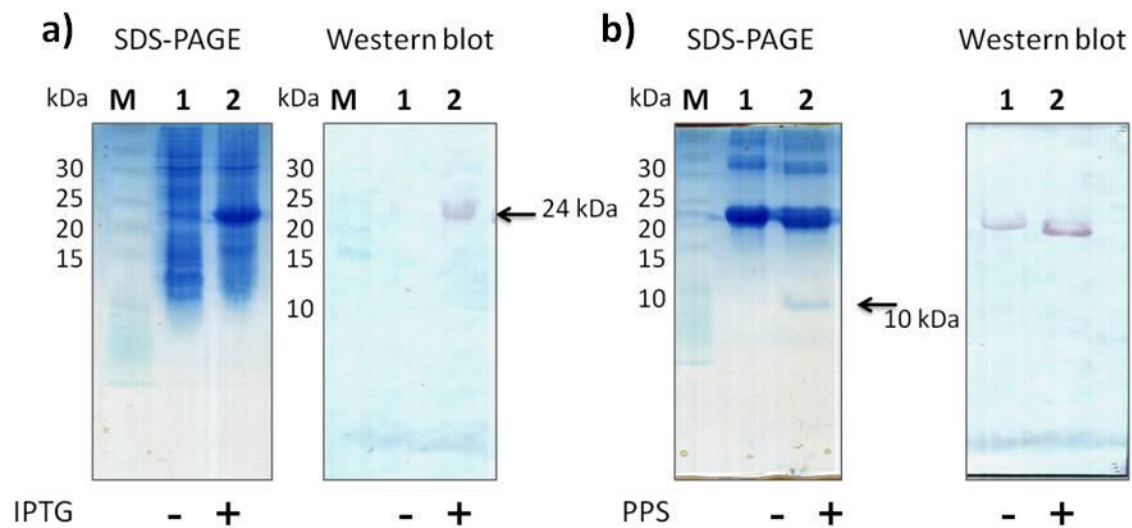 a) SDS-PAGE Western blot b) SDS-PAGE Western blot
kDa M 1 2 kDa M 1 2 kDa M 1 2 1 2
30 30 30
25 25 25
20 20 24 kDa 20
15 15 15
10 10 10 kDa
IPTG - + - + PPS - + - +